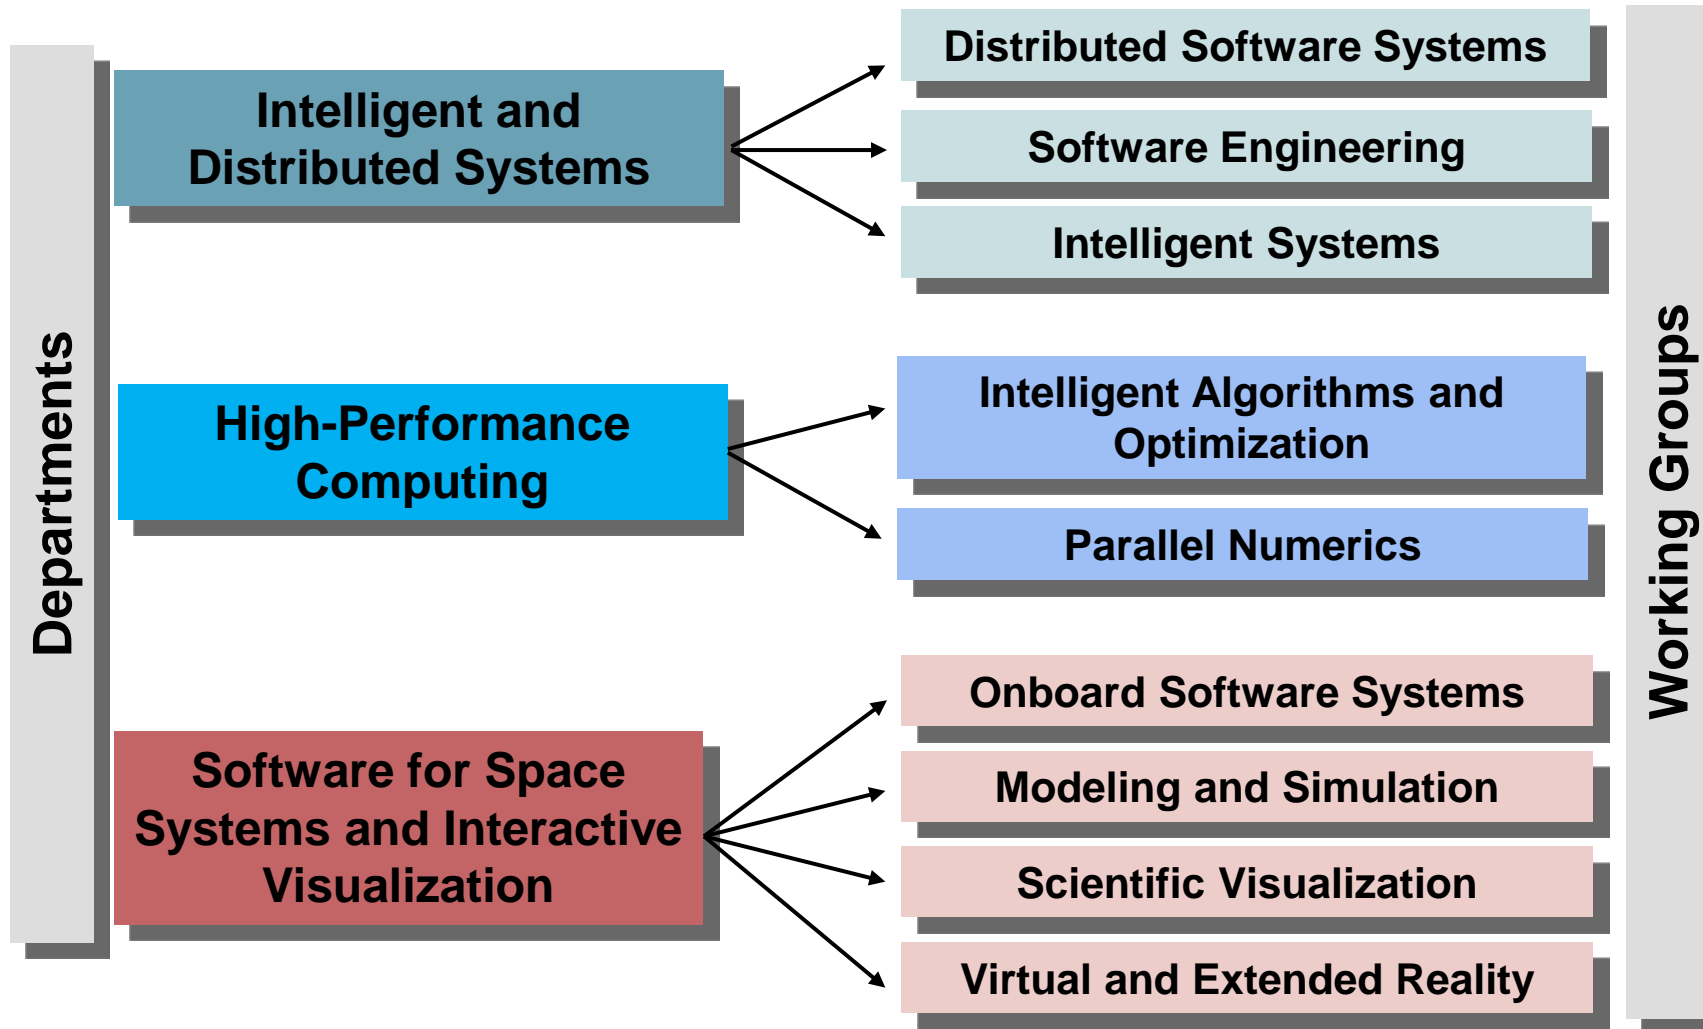 Departments
Intelligent and
Distributed Systems
Distributed Software Systems
Software Engineering
Intelligent Systems
High-Performance
Computing
Intelligent Algorithms and
Optimization
Parallel Numerics
Software for Space
Systems and Interactive
Visualization
Onboard Software Systems
Modeling and Simulation
Scientific Visualization
Virtual and Extended Reality
Working Groups